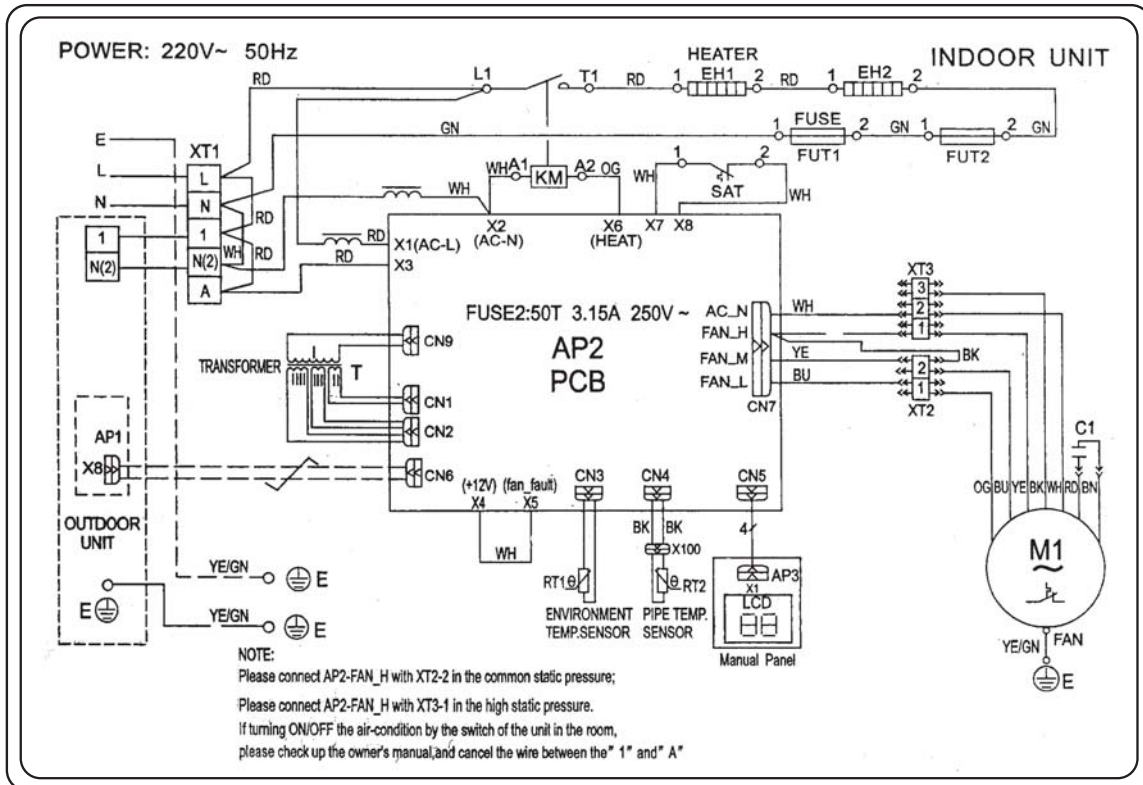 POWER: 220V~ 50Hz
INDOOR UNIT
HEATER
RD L1 T1 RD 1 EH1 2 RD 1 EH2 2
GN 1 FUSE 2 GN 1 2 GN
FUT1 FUT2
E
L
N
XT1
L
N
1
N(2)
A
RD
WH RD
1
N(2)
WH
WH A1 KM A2 OG
WH 1 2 WH
SAT
X2
(AC-N)
X6
(HEAT)
X7 X8
RD X1(AC-L)
RD X3
FUSE2:50T 3.15A 250V~
AP2
PCB
AC_N WH
FAN_H
FAN_M YE
FAN_L BU
CN7
XT3
3
2
1
BK
2
1
XT2
TRANSFORMER
I
III II I
T
CN9
CN1
CN2
CN6
AP1
X8
OUTDOOR
UNIT
E
YE/GN E
YE/GN E
(+12V) (fan_fault)
X4 X5
WH
CN3 CN4 CN5
BK BK
X100
4
RT1 θ
θ RT2
ENVIRONMENT
TEMP.SENSOR
PIPE TEMP.
SENSOR
AP3
X1
LCD
Manual Panel
C1
OG BU YE BK WH RD BN
M1
~
YE/GN FAN
E
NOTE:
Please connect AP2-FAN_H with XT2-2 in the common static pressure;
Please connect AP2-FAN_H with XT3-1 in the high static pressure.
If turning ON/OFF the air-condition by the switch of the unit in the room,
please check up the owner's manual,and cancel the wire between the" 1" and" A"